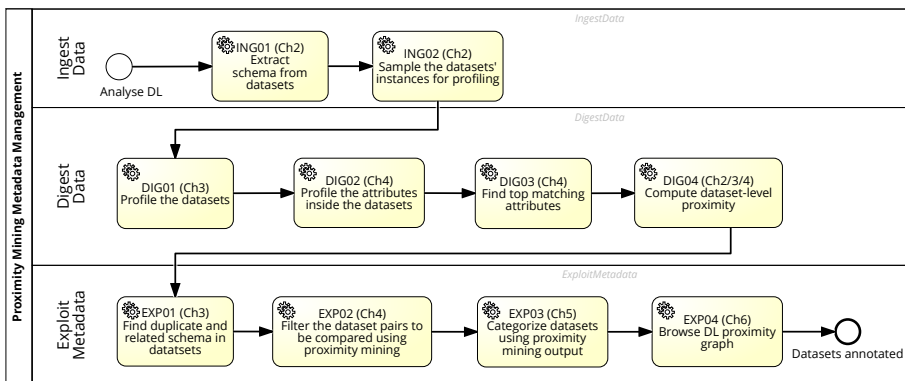 Proximity Mining Metadata Management
Ingest
Data
IngestData
Analyse DL
ING01 (Ch2)
Extract
schema from
datasets
ING02 (Ch2)
Sample the datasets'
instances for profiling
Digest
Data
DigestData
DIG01 (Ch3)
Profile the datasets
DIG02 (Ch4)
Profile the attributes
inside the datasets
DIG03 (Ch4)
Find top matching
attributes
DIG04 (Ch2/3/4)
Compute dataset-level
proximity
Exploit
Metadata
ExploitMetadata
EXP01 (Ch3)
Find duplicate and
related schema in
datatsets
EXP02 (Ch4)
Filter the dataset pairs to
be compared using
proximity mining
EXP03 (Ch5)
Categorize datasets
using proximity
mining output
EXP04 (Ch6)
Browse DL proximity
graph
Datasets annotated